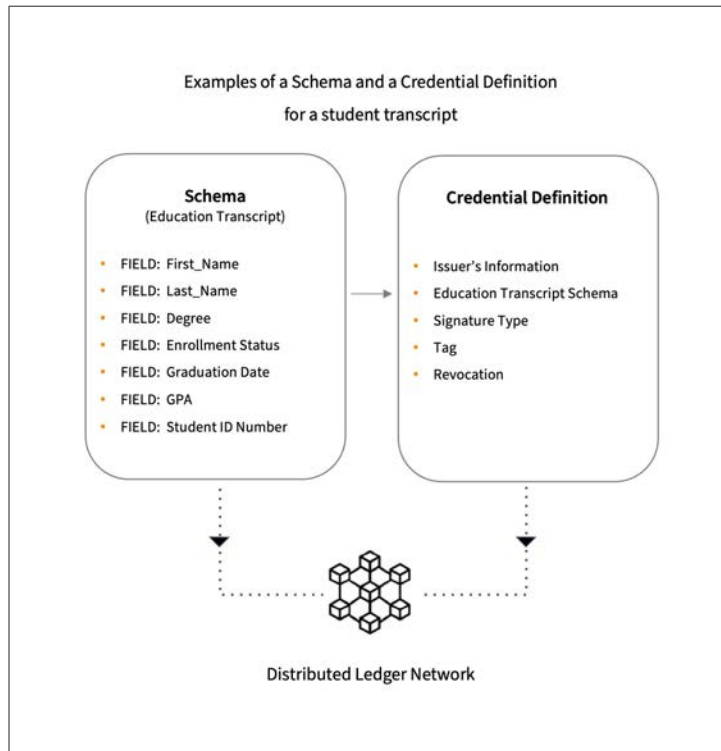 Examples of a Schema and a Credential Definition
for a student transcript
Schema
(Education Transcript)
• FIELD: First_Name
• FIELD: Last_Name
• FIELD: Degree
• FIELD: Enrollment Status
• FIELD: Graduation Date
• FIELD: GPA
• FIELD: Student ID Number
Credential Definition
• Issuer's Information
• Education Transcript Schema
• Signature Type
• Tag
• Revocation
Distributed Ledger Network